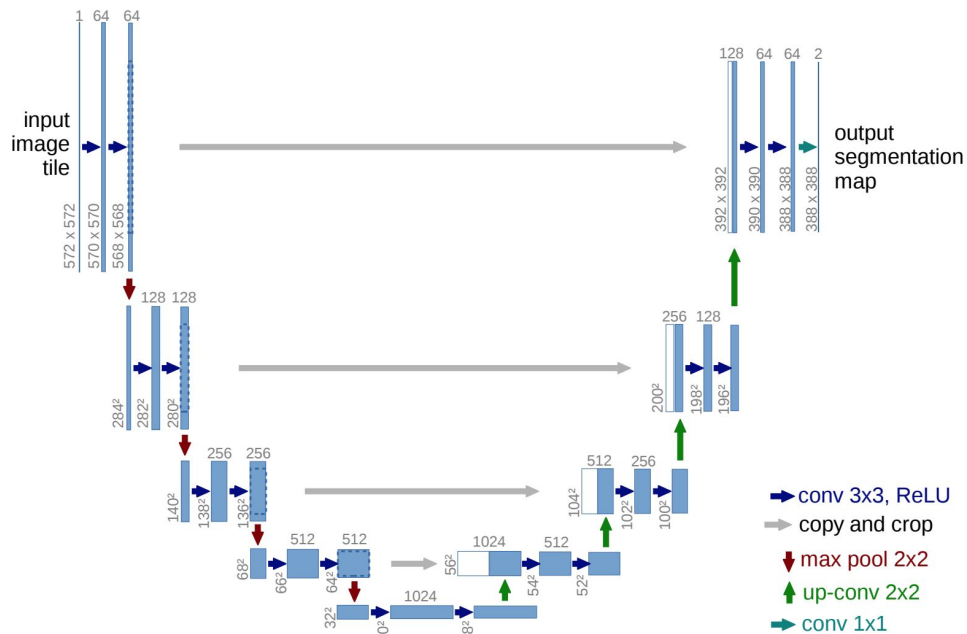 1 64 64
128 64 64 2
input
image
tile
output
segmentation
map
572 x 572
570 x 570
568 x 568
392 x 392
390 x 390
388 x 388
388 x 388
128 128
256 128
284²
282²
280²
200²
198²
196²
256 256
512 256
140²
138²
136²
104²
102²
100²
512 512
1024 512
68²
66²
64²
56²
54²
52²
1024
32²
0²
8²
conv 3x3, ReLU
copy and crop
max pool 2x2
up-conv 2x2
conv 1x1